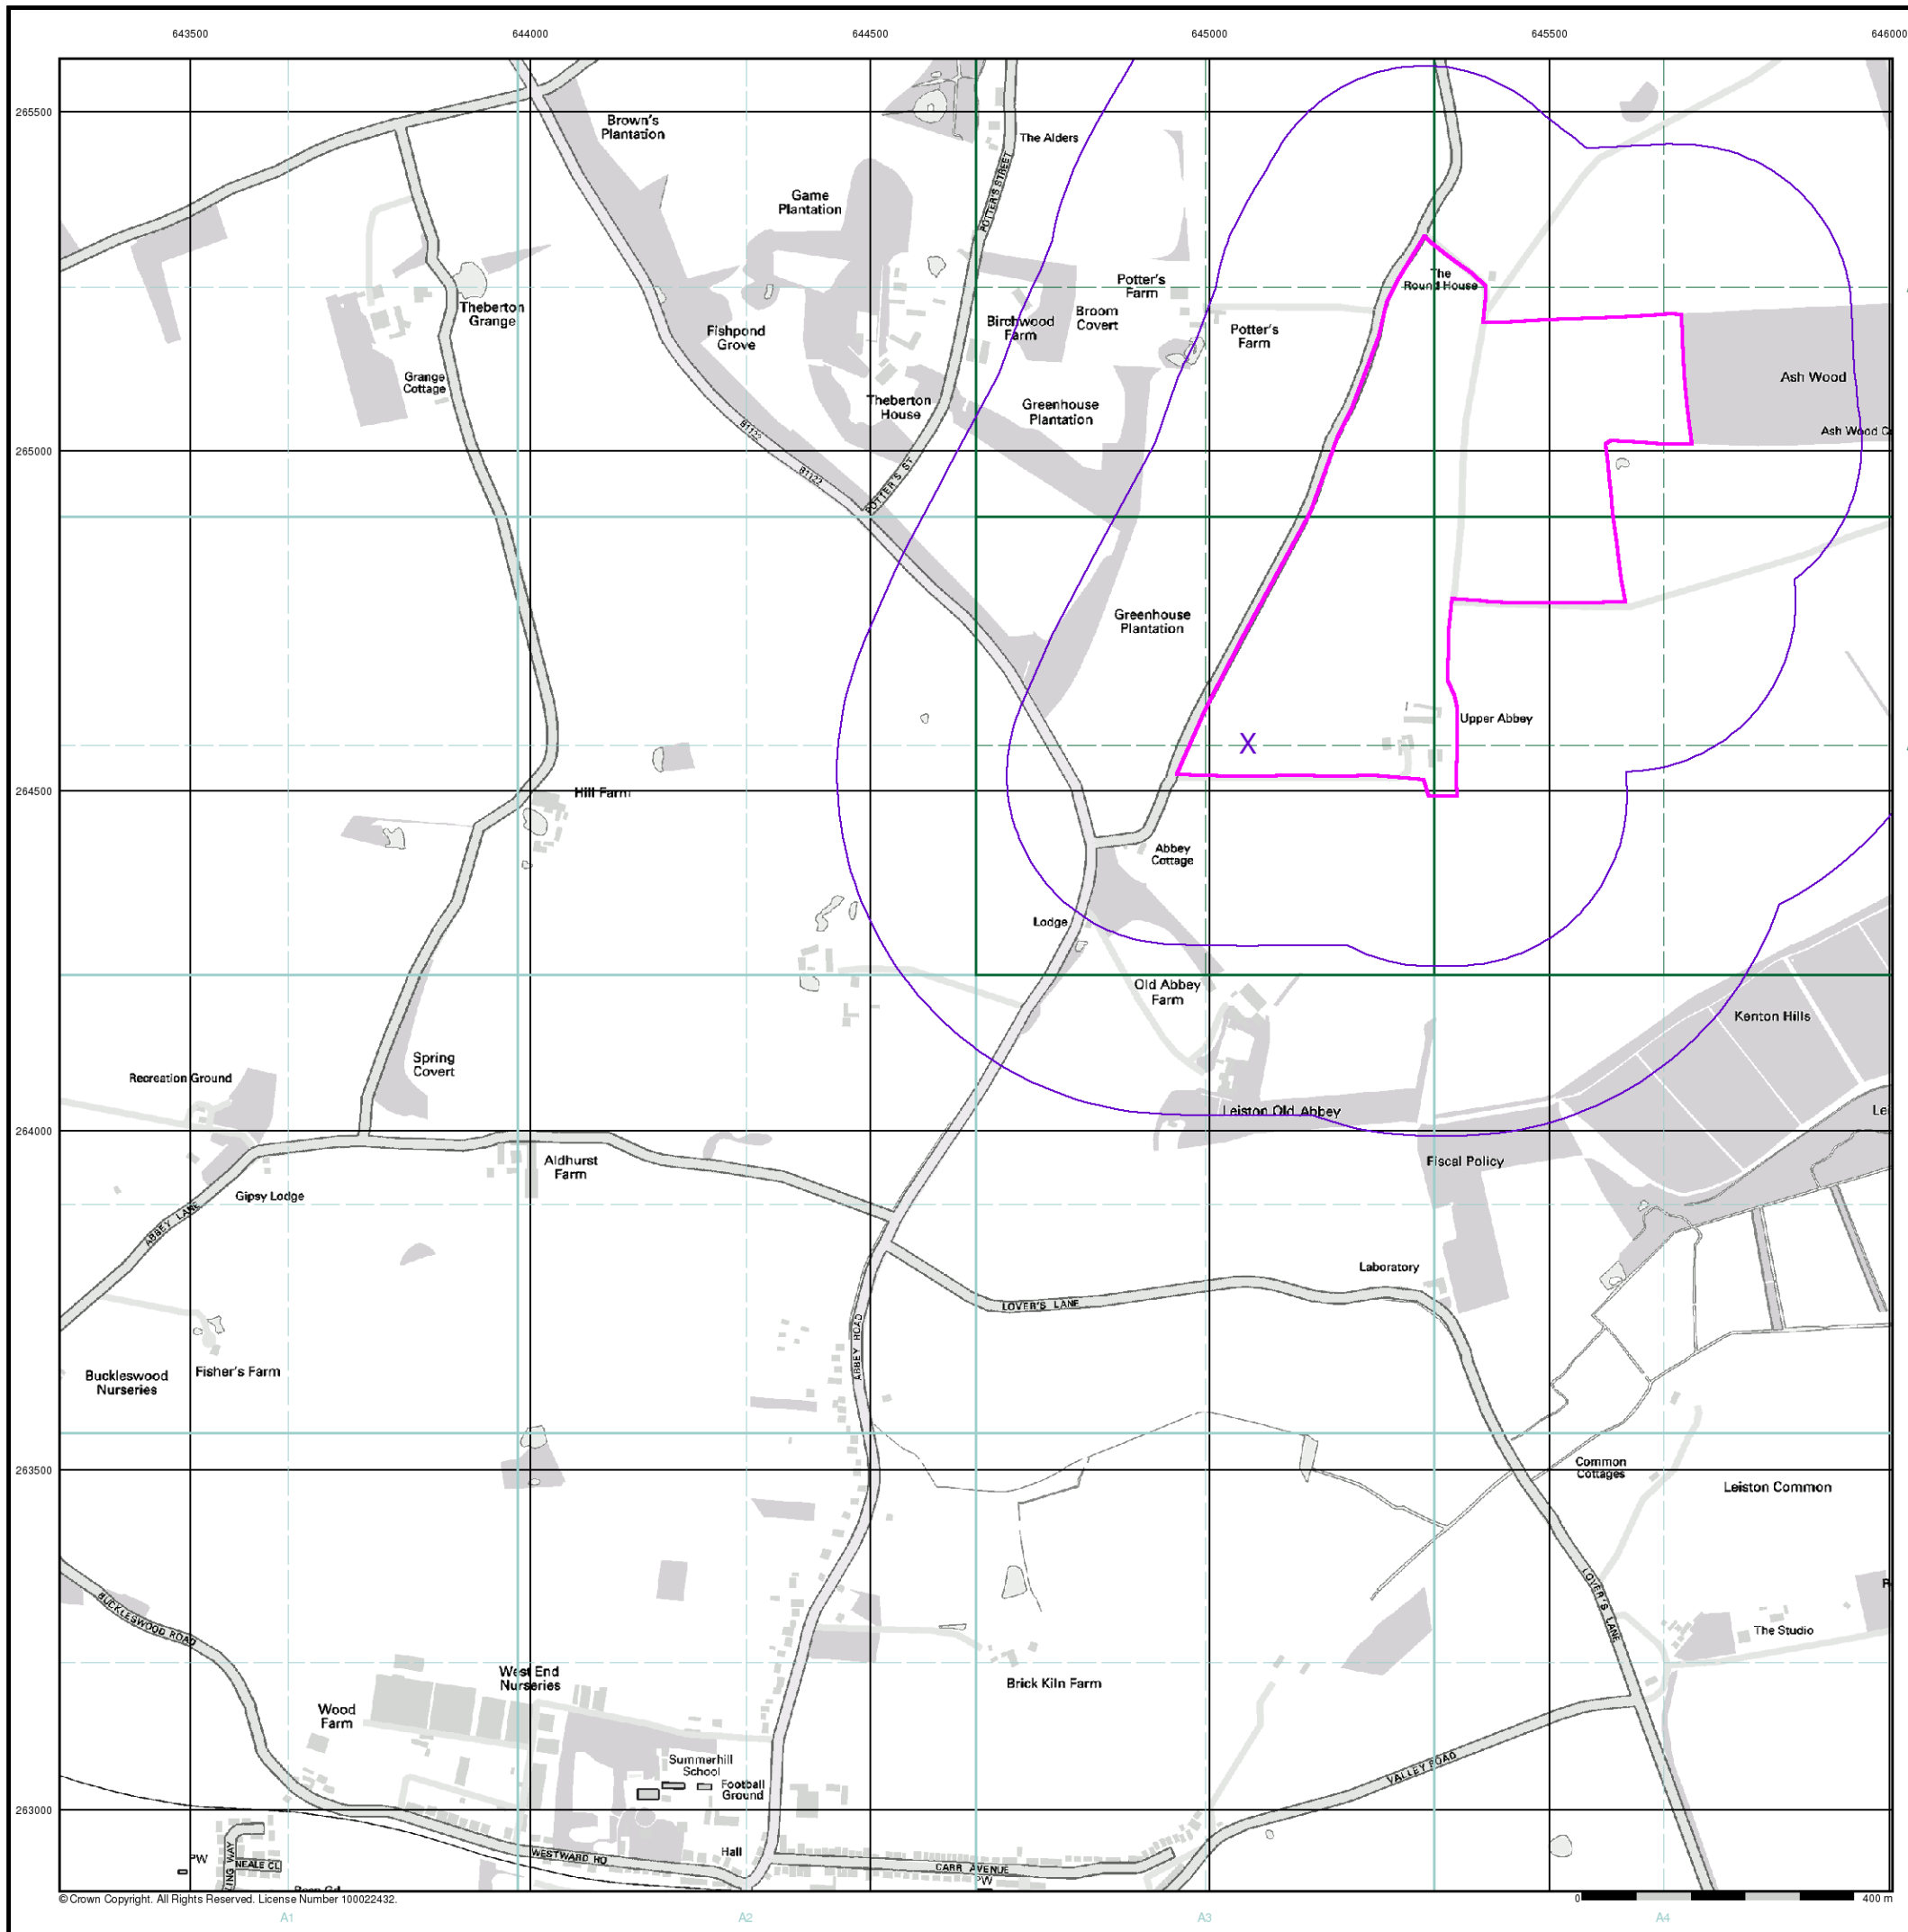 643500 644000 644500 645000 645500 646000
265500
265000
264500
264000
263500
263000
Brown's
Plantation
The Alders
POTTER'S STREET
Game
Plantation
Theberton
Grange
Potter's
Farm
The
Round House
Birchwood
Farm
Broom
Covert
Fishpond
Grove
Potter's
Farm
Grange
Cottage
Ash Wood
Theberton
House
Greenhouse
Plantation
B1122
Ash Wood C
B1122
POTTER'S ST
Greenhouse
Plantation
Upper Abbey
X
Hill Farm
Abbey
Cottage
Lodge
Old Abbey
Farm
Kenton Hills
Spring
Covert
Recreation Ground
Leiston Old Abbey
Lei
Aldhurst
Farm
Fiscal Policy
Gipsy Lodge
ABBEY LANE
Laboratory
LOVER'S LANE
ABBEY ROAD
Buckleswood
Nurseries
Fisher's Farm
Common
Cottages
Leiston Common
LOVER'S LANE
BUCKLESWOOD ROAD
The Studio
West End
Nurseries
Brick Kiln Farm
Wood
Farm
Summerhill
School
Football
Ground
VALLEY ROAD
Hall
WESTWARD HO
CARR AVENUE
PW
PW
LING WAY
NEALE CL
© Crown Copyright. All Rights Reserved. License Number 100022432.
0 400 m
A1 A2 A3 A4